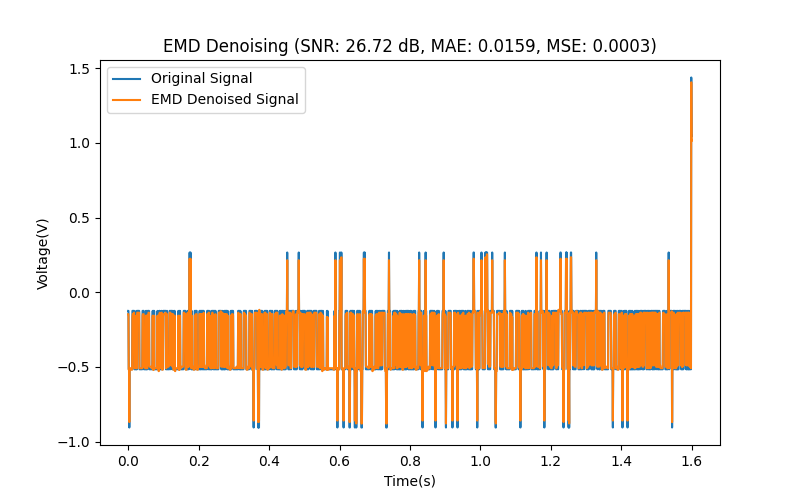 EMD Denoising (SNR: 26.72 dB, MAE: 0.0159, MSE: 0.0003)
Original Signal
EMD Denoised Signal
1.5
1.0
0.5
0.0
−0.5
−1.0
Voltage(V)
0.0 0.2 0.4 0.6 0.8 1.0 1.2 1.4 1.6
Time(s)